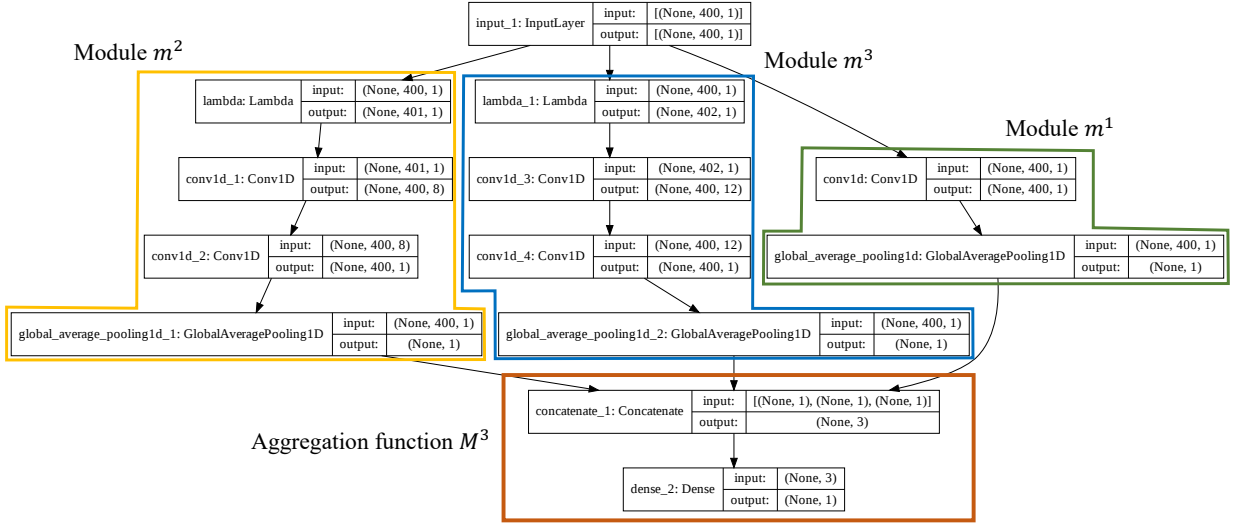 input_1: InputLayer
input: [(None, 400, 1)]
output: [(None, 400, 1)]
Module m²
Module m³
Module m¹
lambda: Lambda
input: (None, 400, 1)
output: (None, 401, 1)
lambda_1: Lambda
input: (None, 400, 1)
output: (None, 402, 1)
conv1d_1: Conv1D
input: (None, 401, 1)
output: (None, 400, 8)
conv1d_3: Conv1D
input: (None, 402, 1)
output: (None, 400, 12)
conv1d: Conv1D
input: (None, 400, 1)
output: (None, 400, 1)
conv1d_2: Conv1D
input: (None, 400, 8)
output: (None, 400, 1)
conv1d_4: Conv1D
input: (None, 400, 12)
output: (None, 400, 1)
global_average_pooling1d: GlobalAveragePooling1D
input: (None, 400, 1)
output: (None, 1)
global_average_pooling1d_1: GlobalAveragePooling1D
input: (None, 400, 1)
output: (None, 1)
global_average_pooling1d_2: GlobalAveragePooling1D
input: (None, 400, 1)
output: (None, 1)
concatenate_1: Concatenate
input: [(None, 1), (None, 1), (None, 1)]
output: (None, 3)
Aggregation function M³
dense_2: Dense
input: (None, 3)
output: (None, 1)